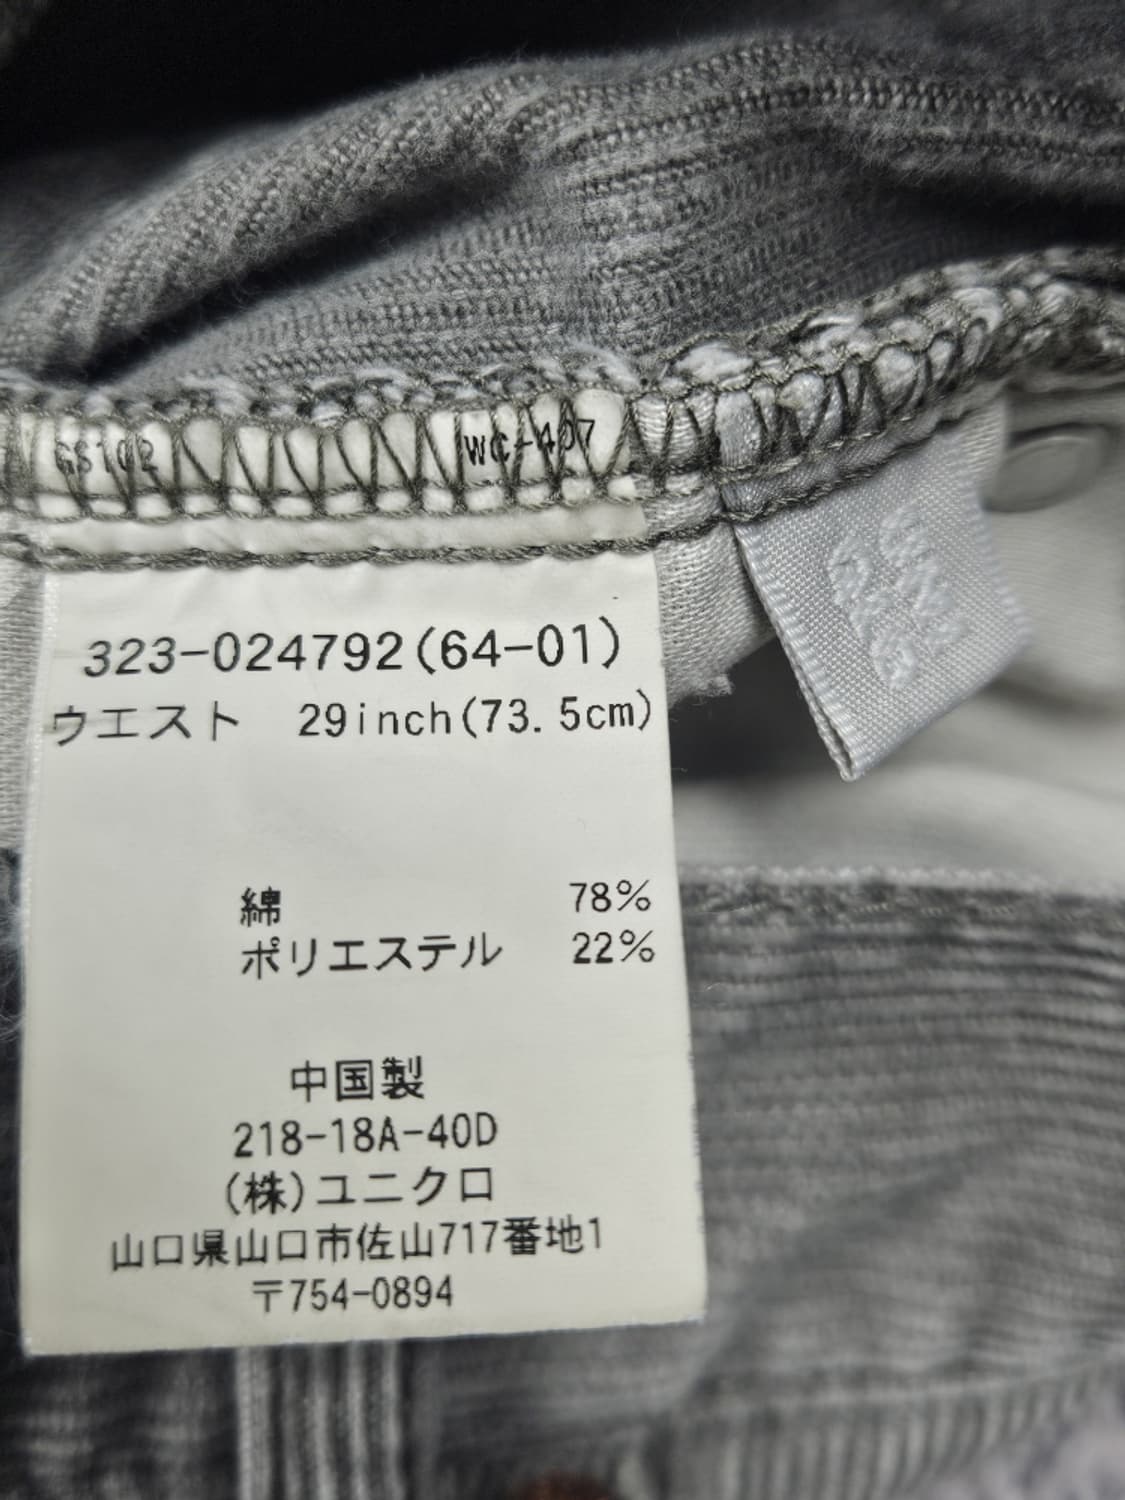 GS102 WC-407
323-024792(64-01)
ウエスト 29inch(73.5cm)
綿 78%
ポリエステル 22%
中国製
218-18A-40D
(株)ユニクロ
山口県山口市佐山717番地1
〒754-0894